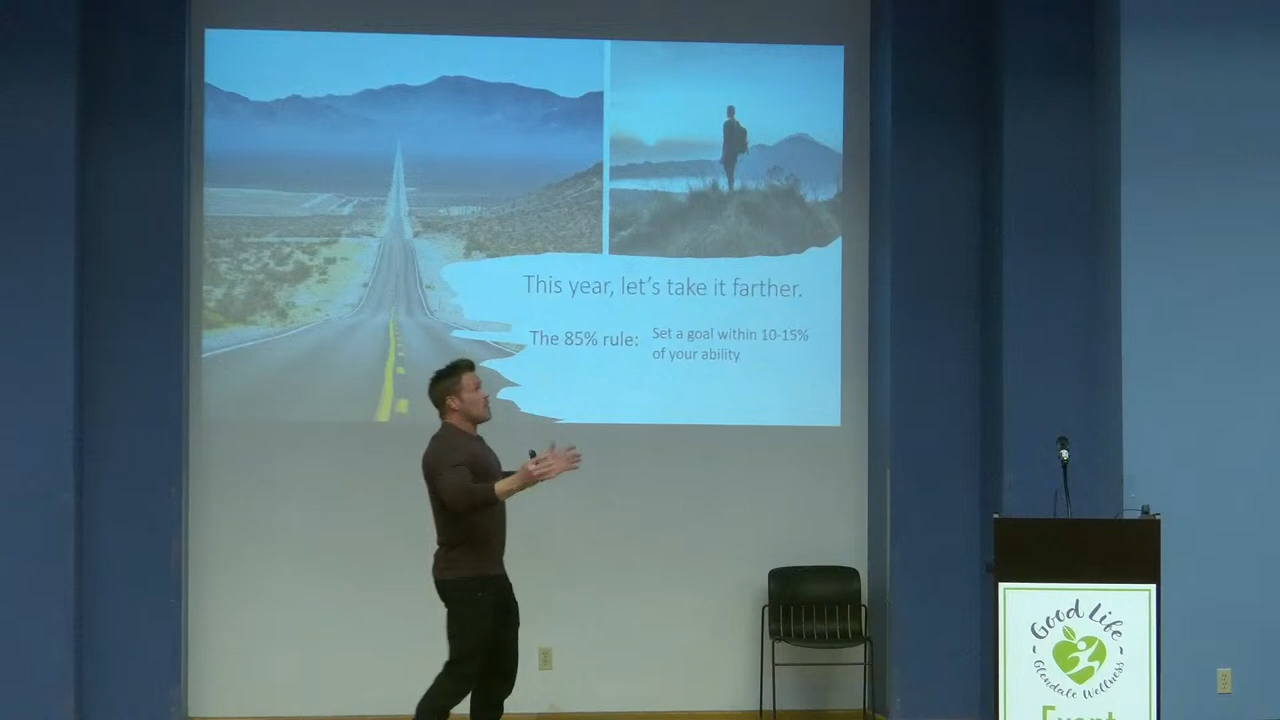 This year, let's take it farther.
The 85% rule:
Set a goal within 10-15%
of your ability
Good Life
Glendale Wellness
Event